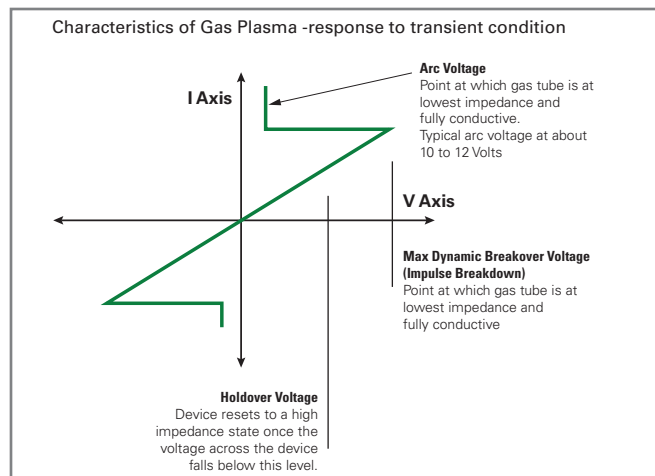 Characteristics of Gas Plasma -response to transient condition
Arc Voltage
Point at which gas tube is at
lowest impedance and
fully conductive.
Typical arc voltage at about
10 to 12 Volts
I Axis
V Axis
Max Dynamic Breakover Voltage
(Impulse Breakdown)
Point at which gas tube is at
lowest impedance and
fully conductive
Holdover Voltage
Device resets to a high
impedance state once the
voltage across the device
falls below this level.